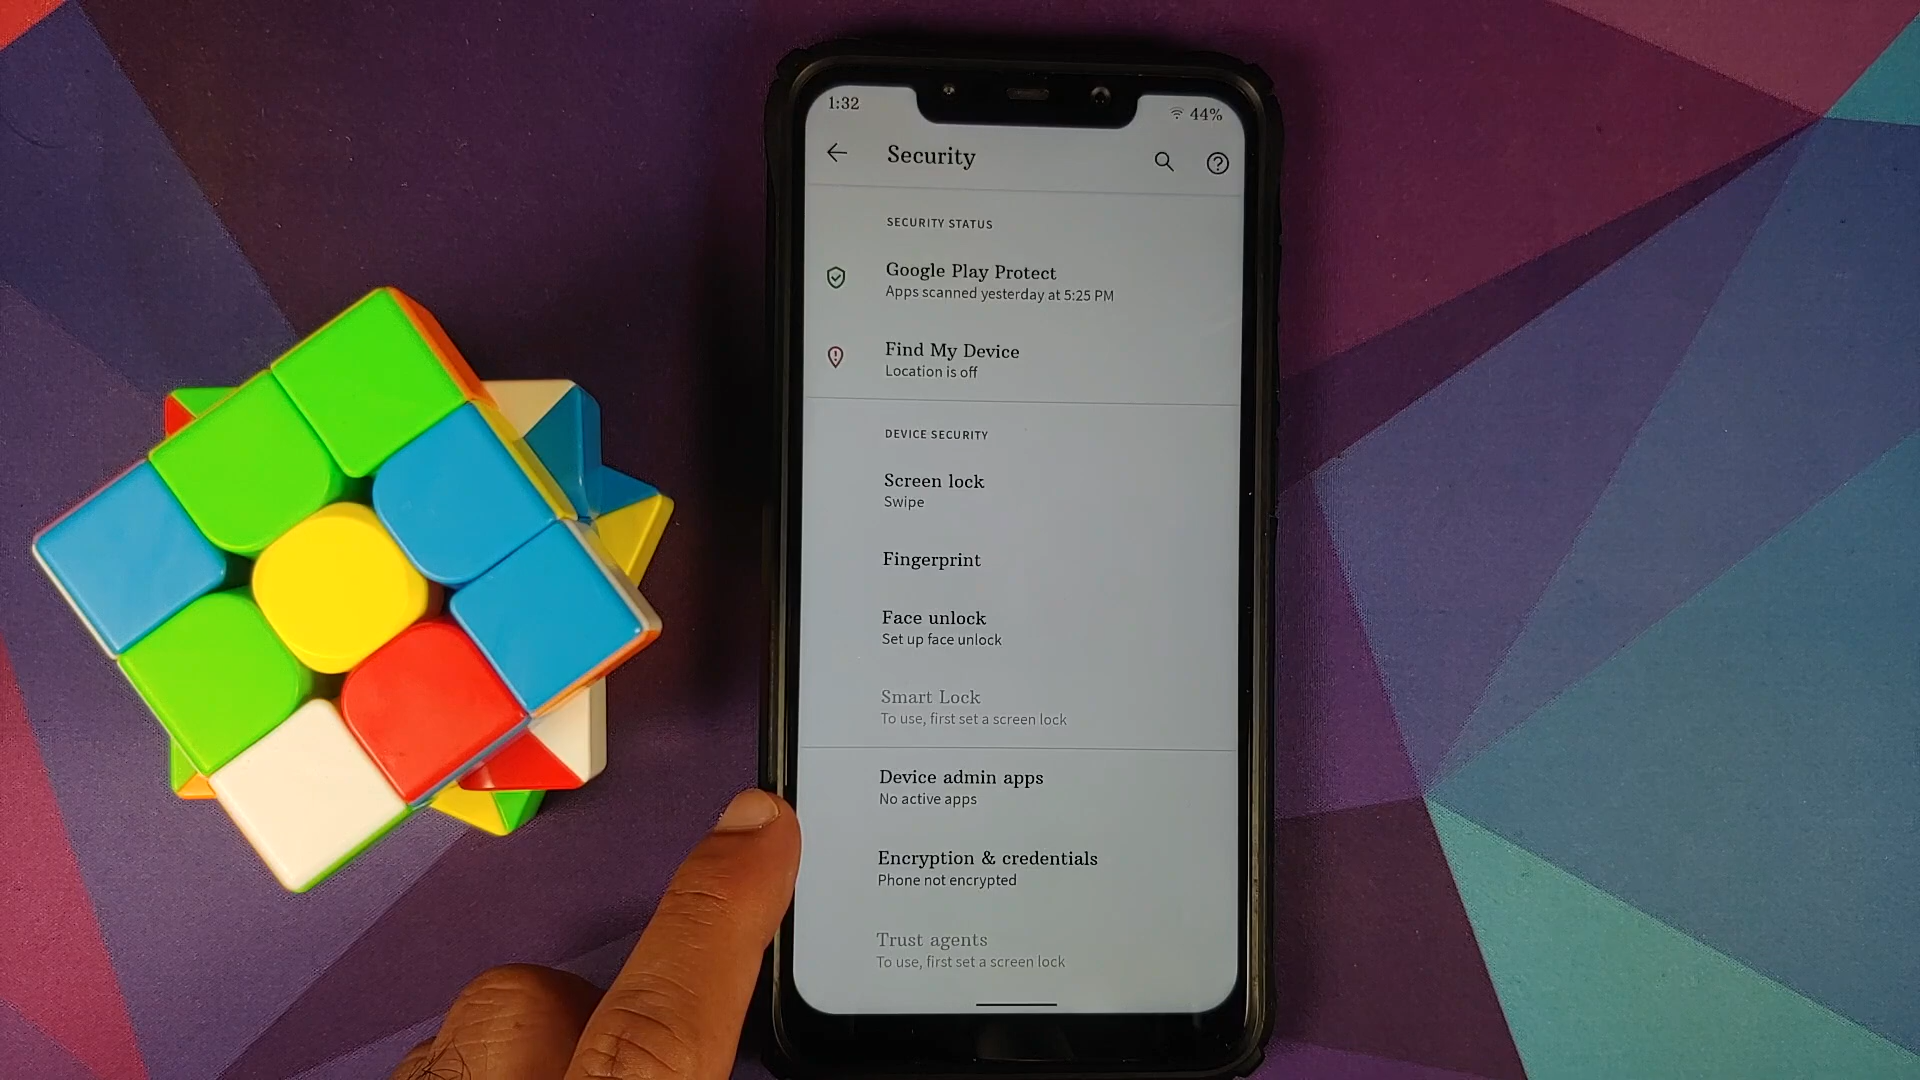 1:32
44%
Security
SECURITY STATUS
Google Play Protect
Apps scanned yesterday at 5:25 PM
Find My Device
Location is off
DEVICE SECURITY
Screen lock
Swipe
Fingerprint
Face unlock
Set up face unlock
Smart Lock
To use, first set a screen lock
Device admin apps
No active apps
Encryption & credentials
Phone not encrypted
Trust agents
To use, first set a screen lock